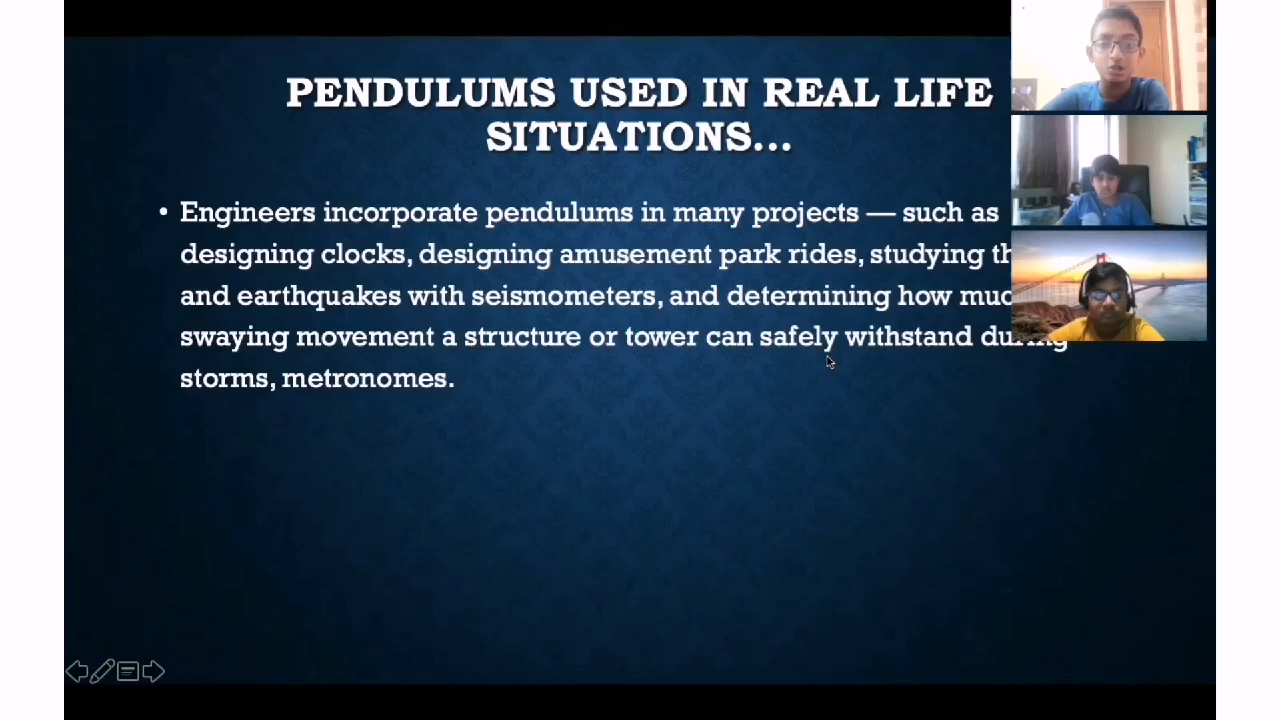 PENDULUMS USED IN REAL LIFE
SITUATIONS...
• Engineers incorporate pendulums in many projects — such as
designing clocks, designing amusement park rides, studying
and earthquakes with seismometers, and determining how
swaying movement a structure or tower can safely withstand during
storms, metronomes.